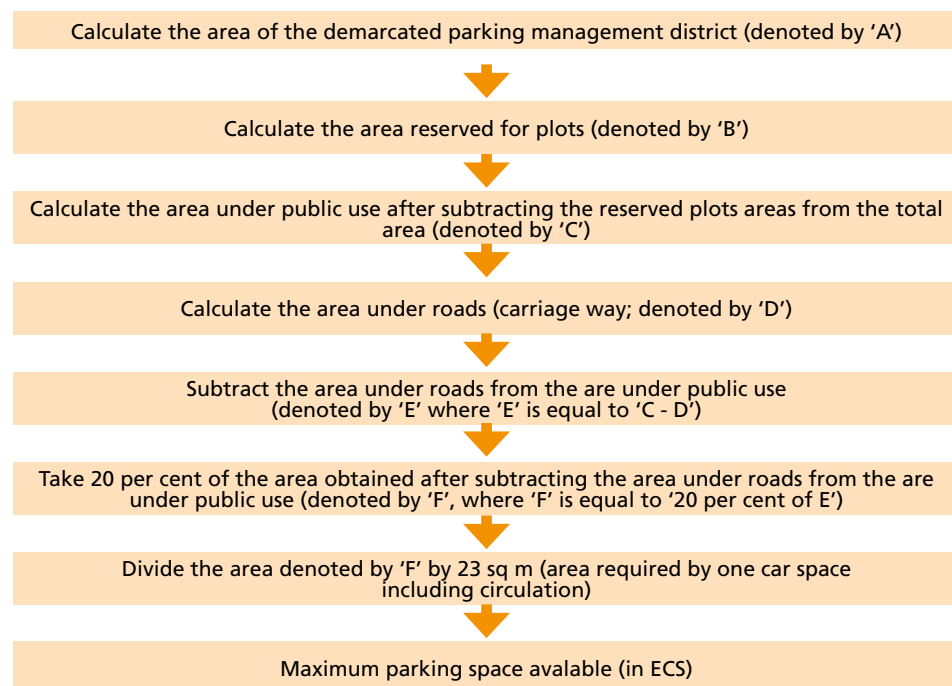 Calculate the area of the demarcated parking management district (denoted by ‘A’)
Calculate the area reserved for plots (denoted by ‘B’)
Calculate the area under public use after subtracting the reserved plots areas from the total
area (denoted by ‘C’)
Calculate the area under roads (carriage way; denoted by ‘D’)
Subtract the area under roads from the are under public use
(denoted by ‘E’ where ‘E’ is equal to ‘C - D’)
Take 20 per cent of the area obtained after subtracting the area under roads from the are
under public use (denoted by ‘F’, where ‘F’ is equal to ‘20 per cent of E’)
Divide the area denoted by ‘F’ by 23 sq m (area required by one car space
including circulation)
Maximum parking space available (in ECS)